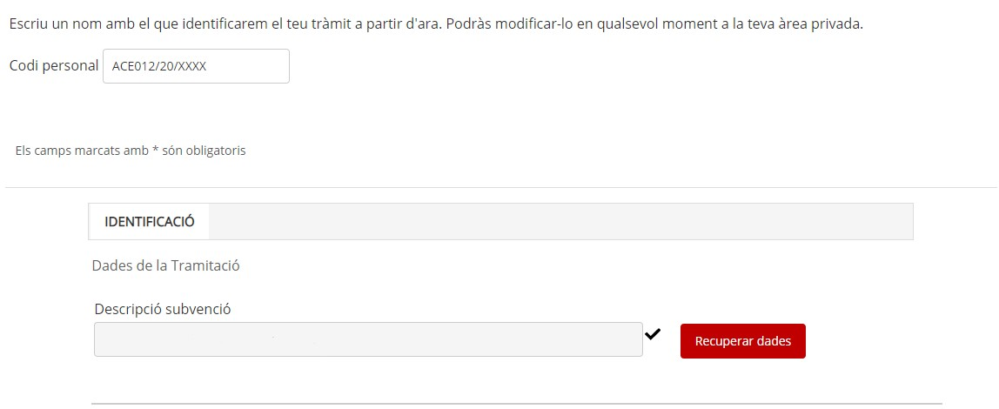 Escriu un nom amb el que identificarem el teu tràmit a partir d'ara. Podràs modificar-lo en qualsevol moment a la teva àrea privada.
Codi personal ACE012/20/XXXX
Els camps marcats amb * són obligatoris
IDENTIFICACIÓ
Dades de la Tramitació
Descripció subvenció
Recuperar dades